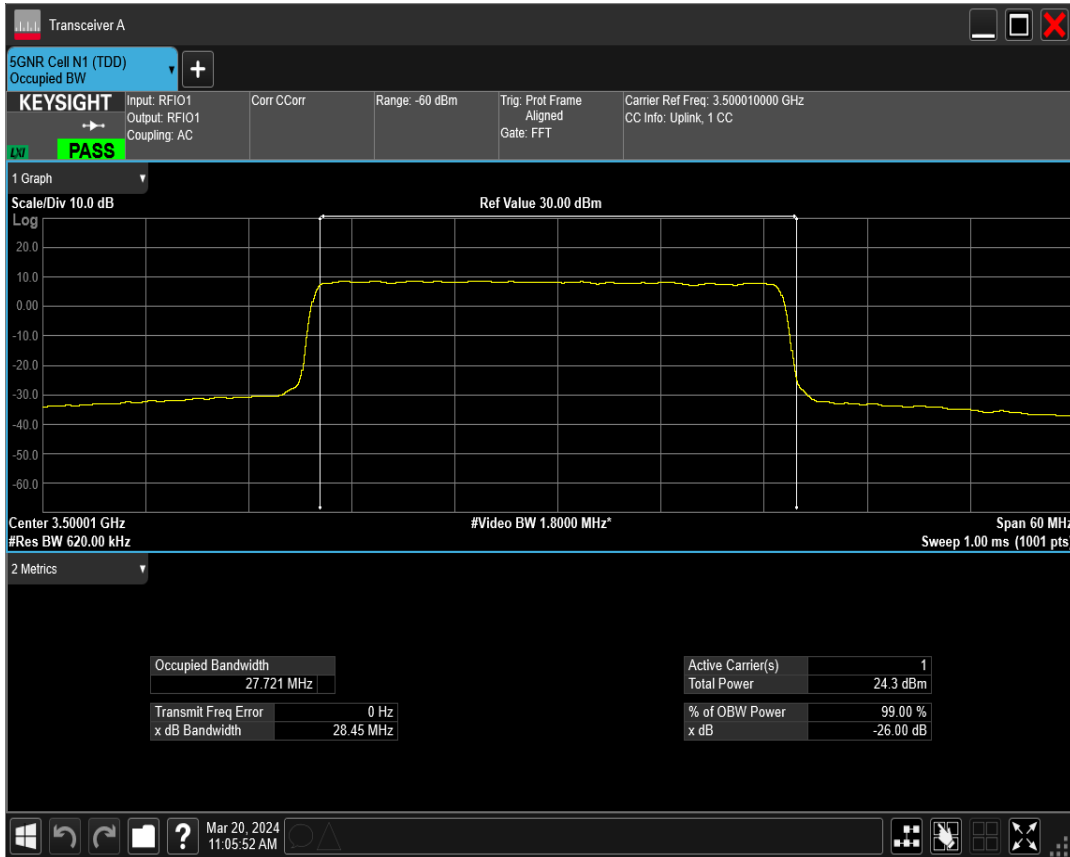 Transceiver A
5GNR Cell N1 (TDD)
Occupied BW
KEYSIGHT
LXI
PASS
Input: RFIO1
Output: RFIO1
Coupling: AC
Corr CCorr
Range: -60 dBm
Trig: Prot Frame
Aligned
Gate: FFT
Carrier Ref Freq: 3.500010000 GHz
CC Info: Uplink, 1 CC
1 Graph
Scale/Div 10.0 dB
Ref Value 30.00 dBm
Log
20.0
10.0
0.00
-10.0
-20.0
-30.0
-40.0
-50.0
-60.0
Center 3.50001 GHz
#Video BW 1.8000 MHz*
Span 60 MHz
#Res BW 620.00 kHz
Sweep 1.00 ms (1001 pts)
2 Metrics
Occupied Bandwidth
27.721 MHz
Transmit Freq Error 0 Hz
x dB Bandwidth 28.45 MHz
Active Carrier(s) 1
Total Power 24.3 dBm
% of OBW Power 99.00 %
x dB -26.00 dB
?
Mar 20, 2024
11:05:52 AM